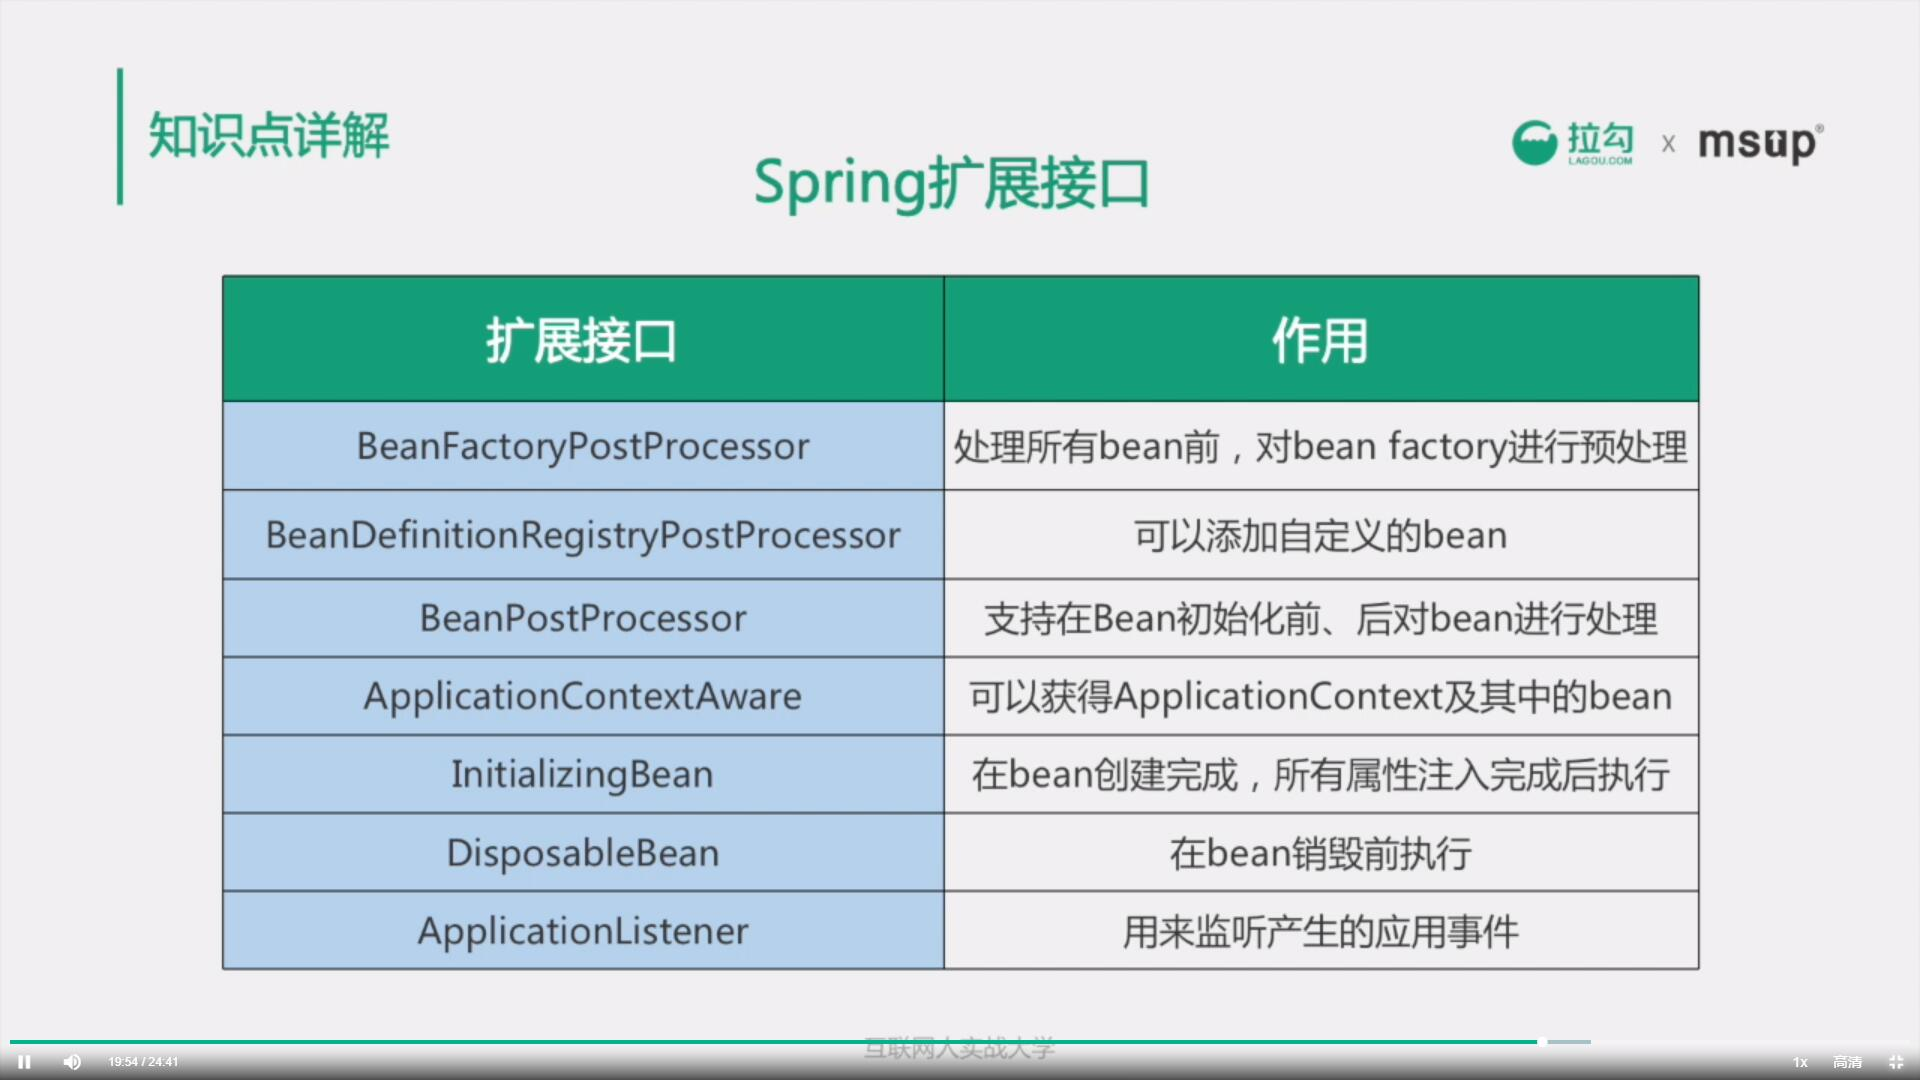 知识点详解
拉勾
LAGOU.COM
x
msup®
Spring扩展接口
扩展接口
作用
BeanFactoryPostProcessor
处理所有bean前，对bean factory进行预处理
BeanDefinitionRegistryPostProcessor
可以添加自定义的bean
BeanPostProcessor
支持在Bean初始化前、后对bean进行处理
ApplicationContextAware
可以获得ApplicationContext及其中的bean
InitializingBean
在bean创建完成，所有属性注入完成后执行
DisposableBean
在bean销毁前执行
ApplicationListener
用来监听产生的应用事件
互联网人实战大学
19:54 / 24:41
1x
高清